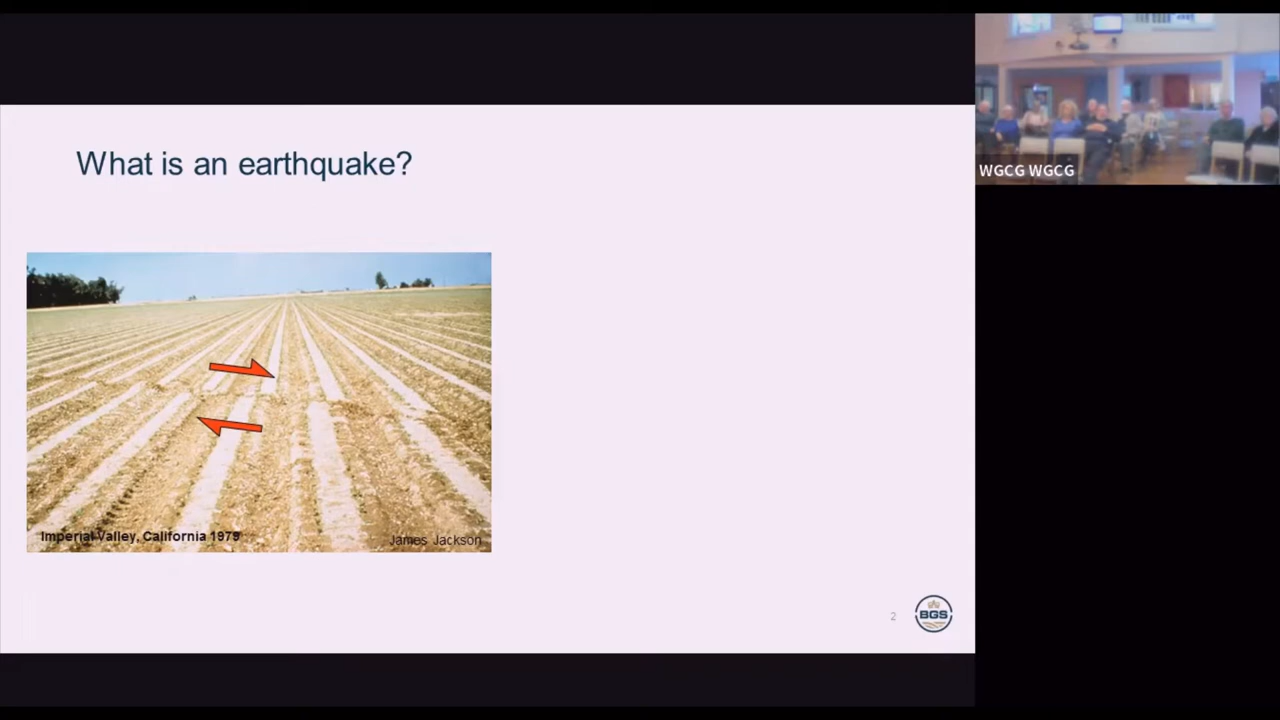 What is an earthquake?
Imperial Valley, California 1979
James Jackson
2
BGS
WGCG WGCG